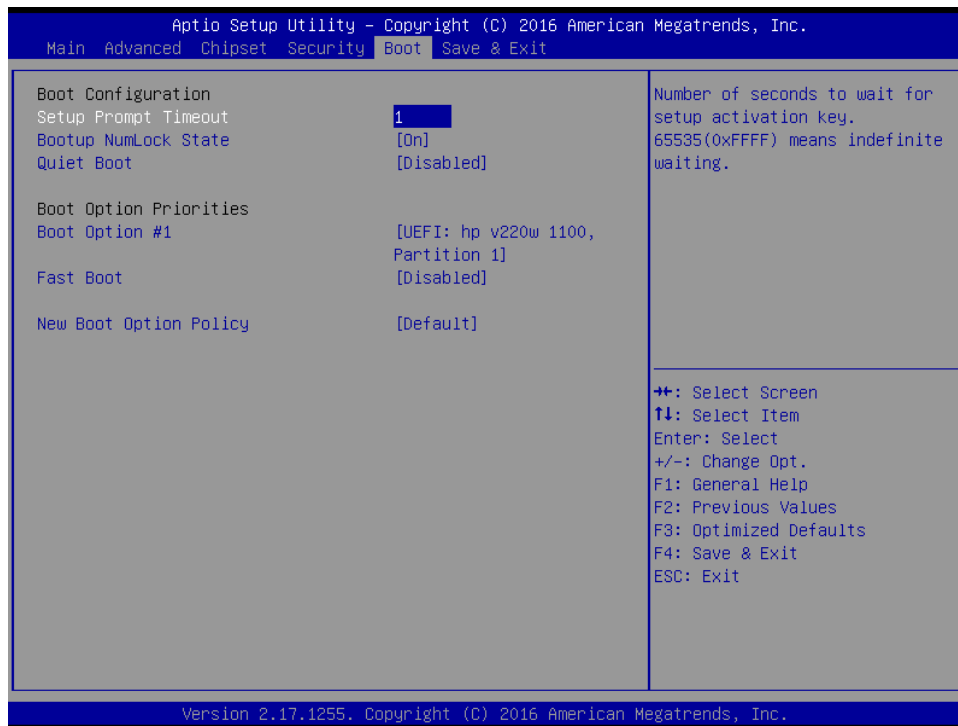 Aptio Setup Utility – Copyright (C) 2016 American Megatrends, Inc.
Main Advanced Chipset Security Boot Save & Exit
Boot Configuration
Setup Prompt Timeout 1
Bootup NumLock State [On]
Quiet Boot [Disabled]
Boot Option Priorities
Boot Option #1 [UEFI: hp v220w 1100,
Partition 1]
Fast Boot [Disabled]
New Boot Option Policy [Default]
Number of seconds to wait for
setup activation key.
65535(0xFFFF) means indefinite
waiting.
→←: Select Screen
↑↓: Select Item
Enter: Select
+/-: Change Opt.
F1: General Help
F2: Previous Values
F3: Optimized Defaults
F4: Save & Exit
ESC: Exit
Version 2.17.1255. Copyright (C) 2016 American Megatrends, Inc.